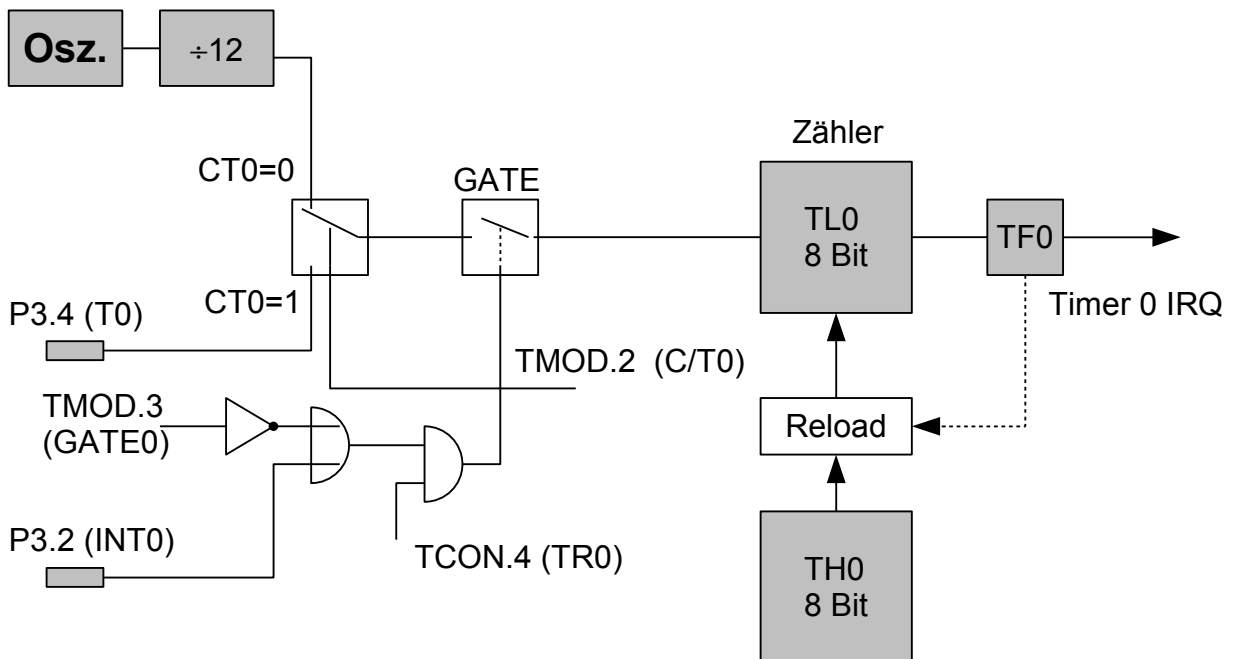 Osz.
÷12
Zähler
CT0=0
GATE
TL0
8 Bit
TF0
CT0=1
P3.4 (T0)
Timer 0 IRQ
TMOD.2 (C/T0)
TMOD.3
(GATE0)
Reload
P3.2 (INT0)
TCON.4 (TR0)
TH0
8 Bit